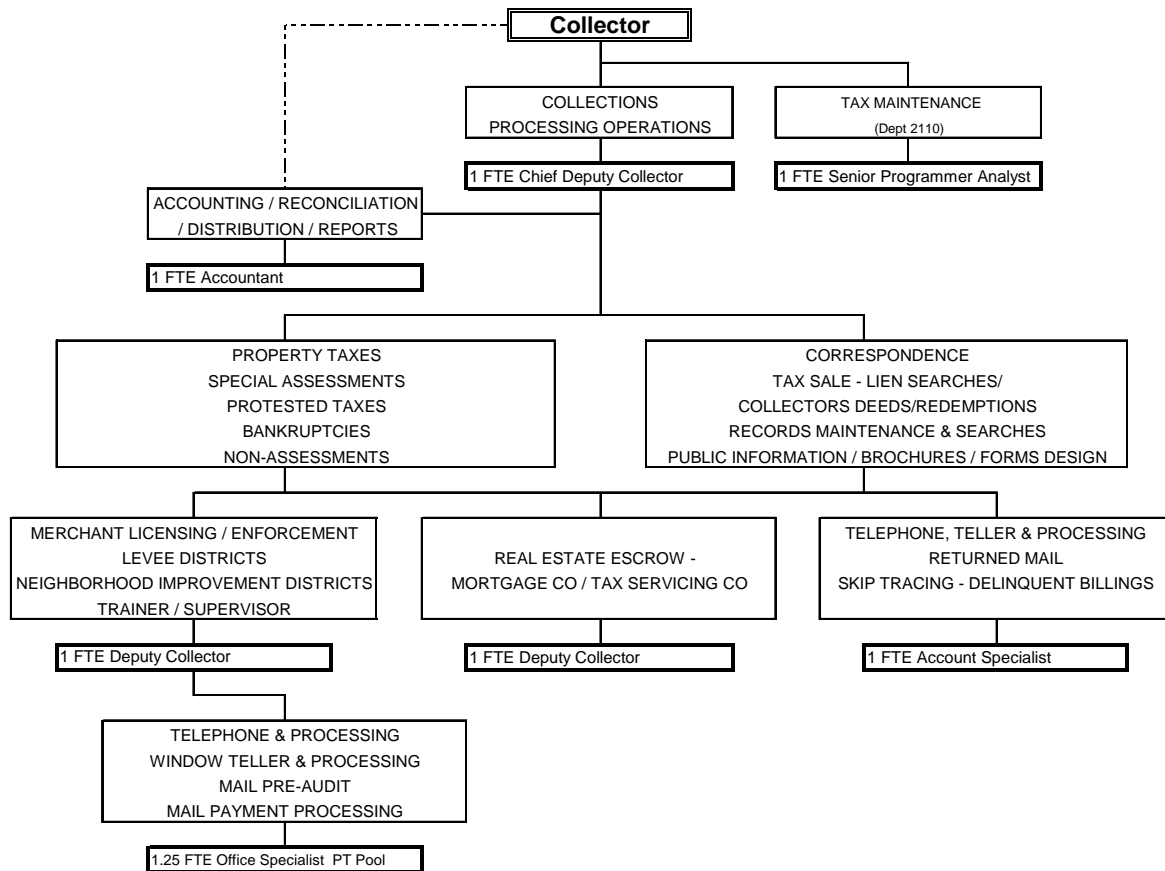 Collector
COLLECTIONS
PROCESSING OPERATIONS
TAX MAINTENANCE
(Dept 2110)
1 FTE Chief Deputy Collector
1 FTE Senior Programmer Analyst
ACCOUNTING / RECONCILIATION
/ DISTRIBUTION / REPORTS
1 FTE Accountant
PROPERTY TAXES
SPECIAL ASSESSMENTS
PROTESTED TAXES
BANKRUPTCIES
NON-ASSESSMENTS
CORRESPONDENCE
TAX SALE - LIEN SEARCHES/
COLLECTORS DEEDS/REDEMPTIONS
RECORDS MAINTENANCE & SEARCHES
PUBLIC INFORMATION / BROCHURES / FORMS DESIGN
MERCHANT LICENSING / ENFORCEMENT
LEVEE DISTRICTS
NEIGHBORHOOD IMPROVEMENT DISTRICTS
TRAINER / SUPERVISOR
REAL ESTATE ESCROW -
MORTGAGE CO / TAX SERVICING CO
TELEPHONE, TELLER & PROCESSING
RETURNED MAIL
SKIP TRACING - DELINQUENT BILLINGS
1 FTE Deputy Collector
1 FTE Deputy Collector
1 FTE Account Specialist
TELEPHONE & PROCESSING
WINDOW TELLER & PROCESSING
MAIL PRE-AUDIT
MAIL PAYMENT PROCESSING
1.25 FTE Office Specialist PT Pool